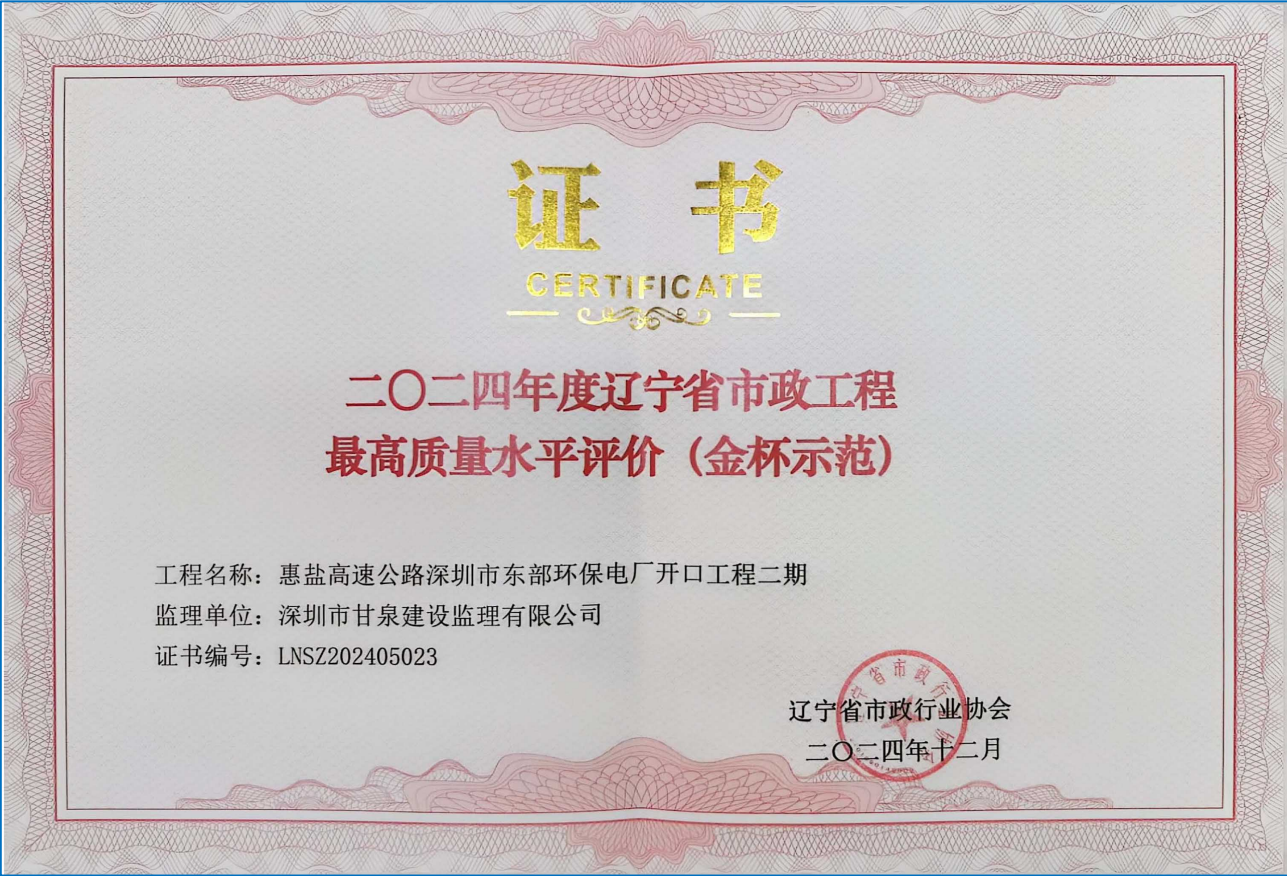 证 书
CERTIFICATE
二〇二四年度辽宁省市政工程
最高质量水平评价（金杯示范）
工程名称：惠盐高速公路深圳市东部环保电厂开口工程二期
监理单位：深圳市甘泉建设监理有限公司
证书编号：LNSZ202405023
辽宁省市政行业协会
二〇二四年十二月